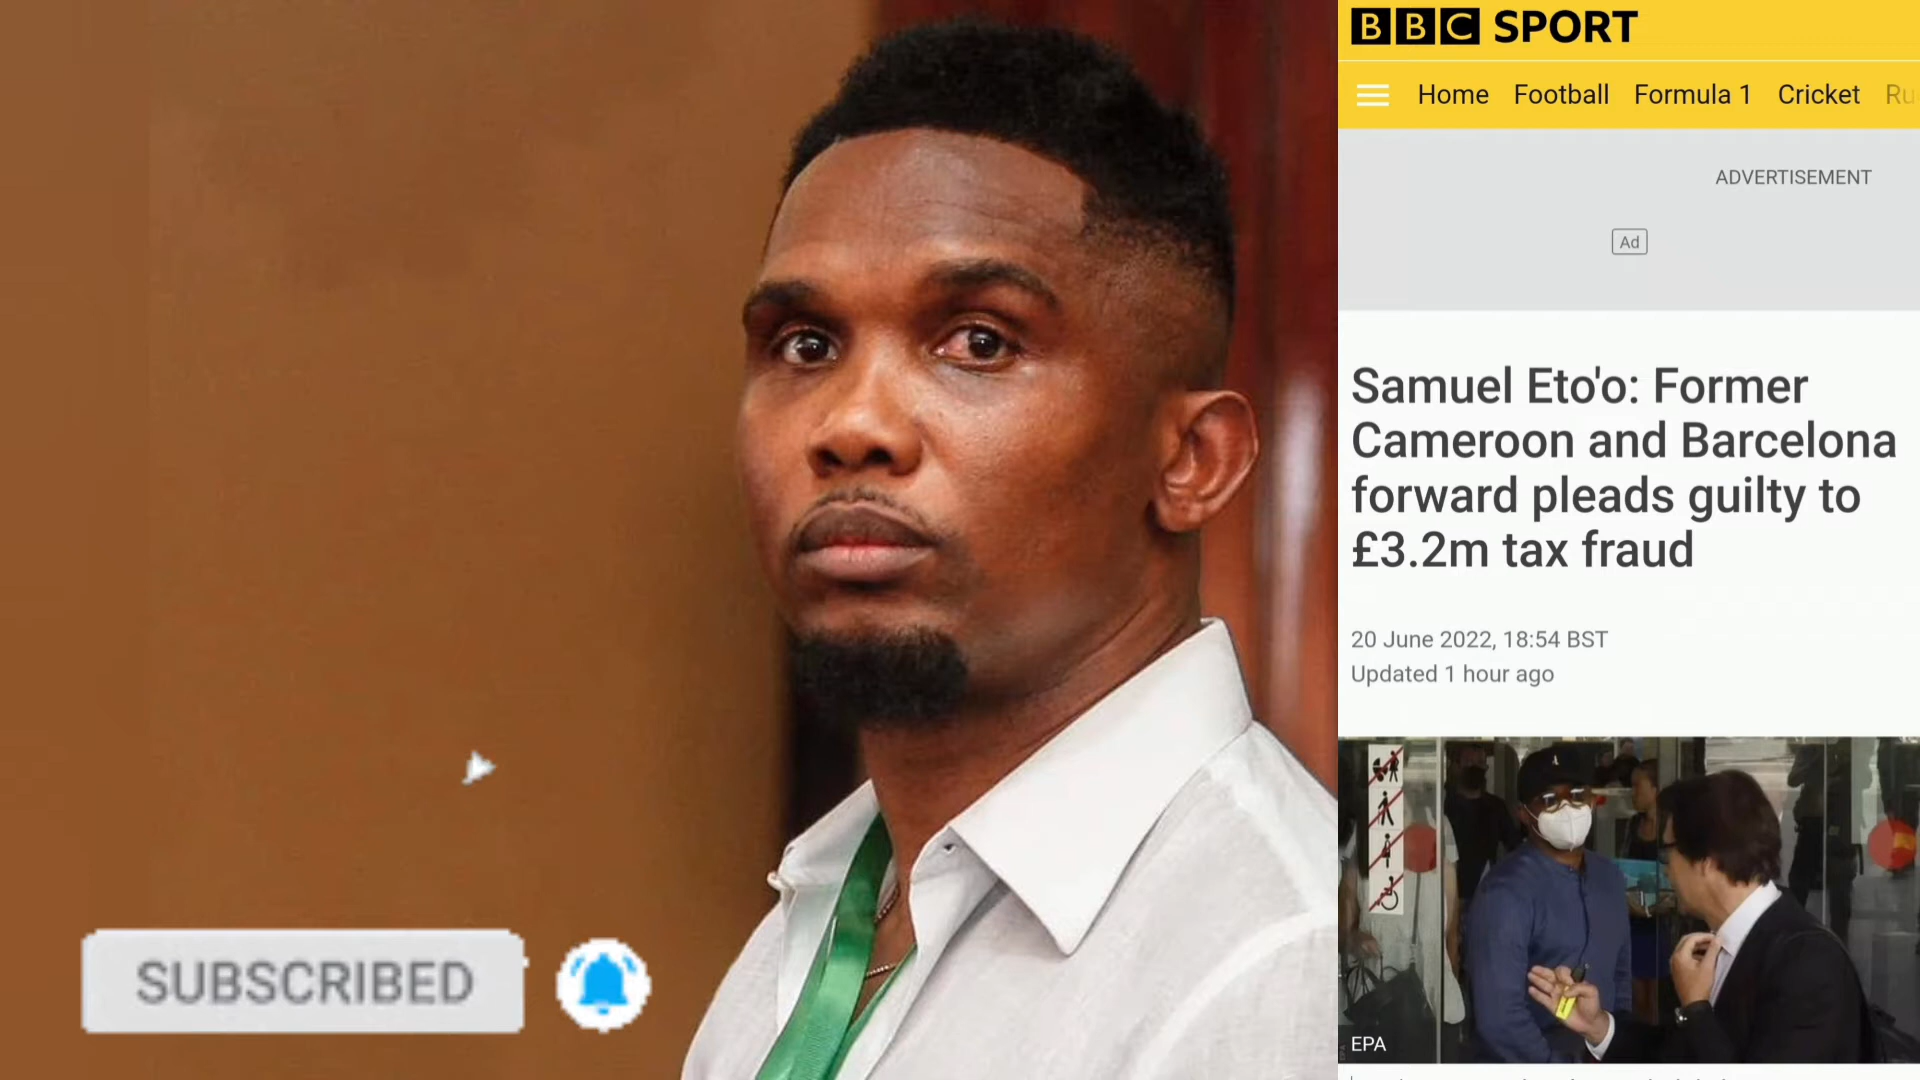 SUBSCRIBED
BBC SPORT
Home Football Formula 1 Cricket Ru
ADVERTISEMENT
Ad
Samuel Eto'o: Former
Cameroon and Barcelona
forward pleads guilty to
£3.2m tax fraud
20 June 2022, 18:54 BST
Updated 1 hour ago
EPA